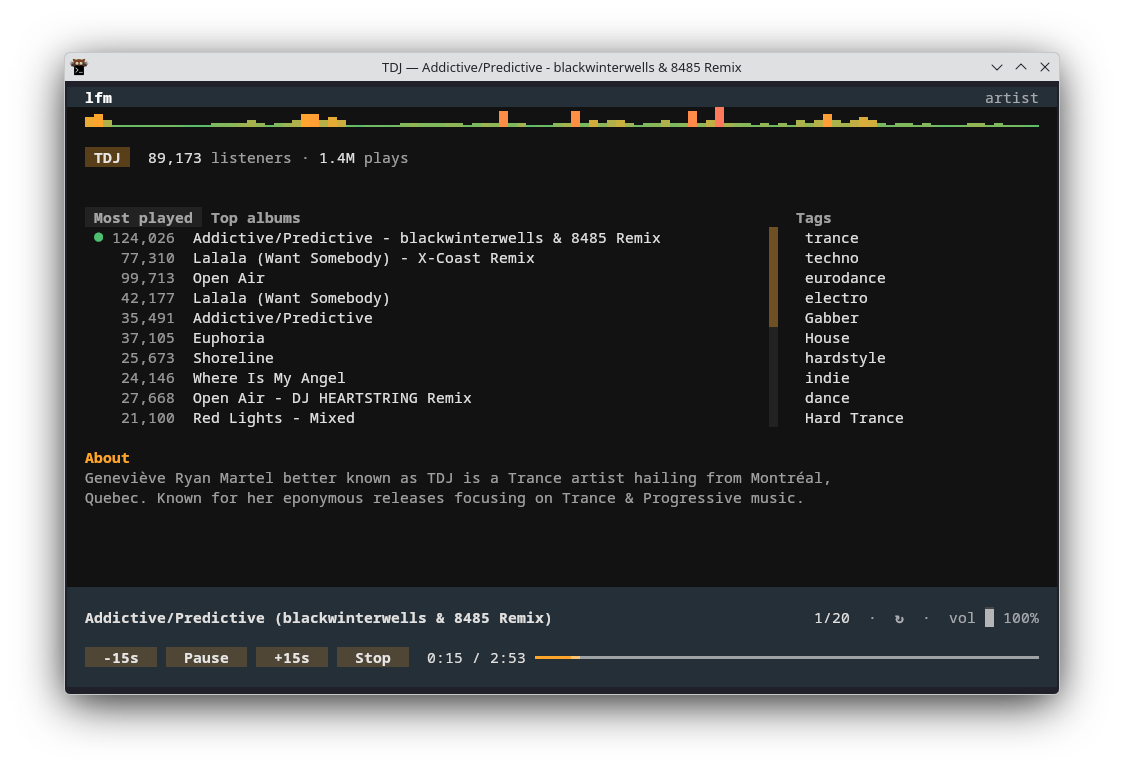 TDJ — Addictive/Predictive - blackwinterwells & 8485 Remix
lfm artist
TDJ 89,173 listeners · 1.4M plays
Most played Top albums Tags
124,026 Addictive/Predictive - blackwinterwells & 8485 Remix trance
77,310 Lalala (Want Somebody) - X-Coast Remix techno
99,713 Open Air eurodance
42,177 Lalala (Want Somebody) electro
35,491 Addictive/Predictive Gabber
37,105 Euphoria House
25,673 Shoreline hardstyle
24,146 Where Is My Angel indie
27,668 Open Air - DJ HEARTSTRING Remix dance
21,100 Red Lights - Mixed Hard Trance
About
Geneviève Ryan Martel better known as TDJ is a Trance artist hailing from Montréal,
Quebec. Known for her eponymous releases focusing on Trance & Progressive music.
Addictive/Predictive (blackwinterwells & 8485 Remix) 1/20 · ↻ · vol 100%
-15s Pause +15s Stop 0:15 / 2:53